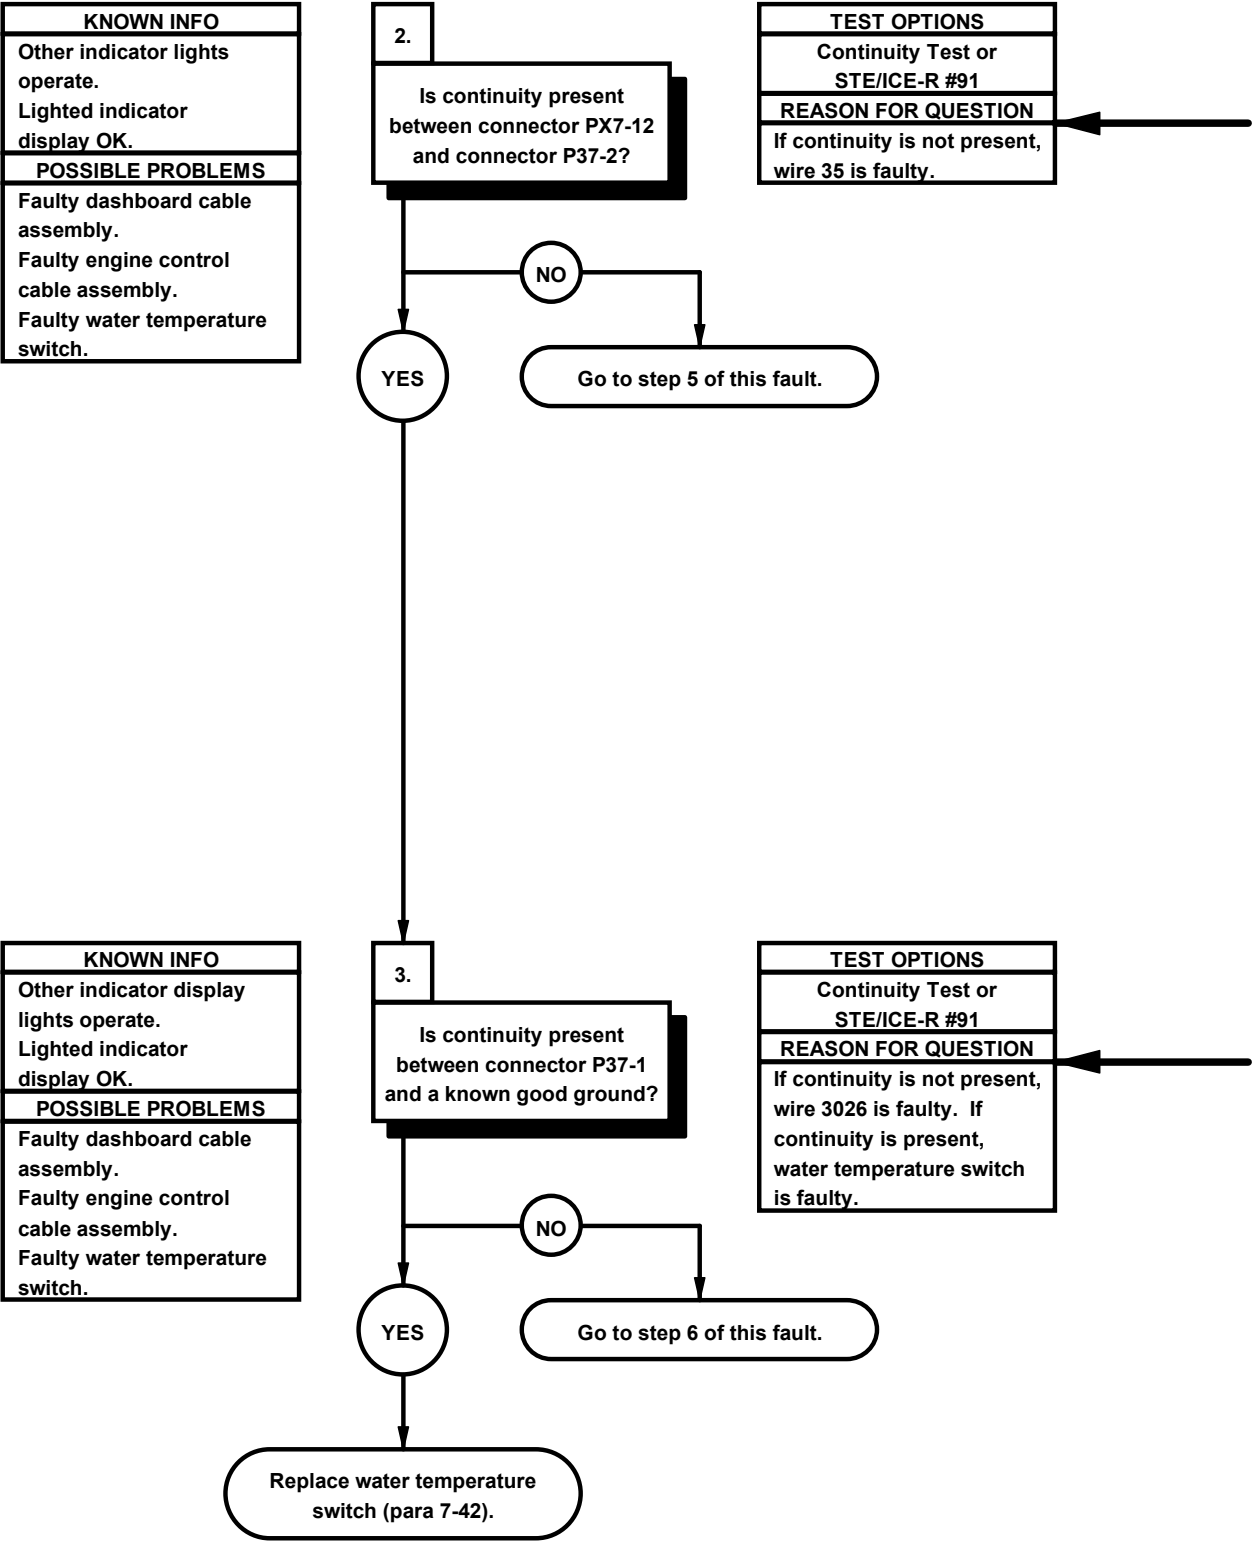 KNOWN INFO
Other indicator lights
operate.
Lighted indicator
display OK.
POSSIBLE PROBLEMS
Faulty dashboard cable
assembly.
Faulty engine control
cable assembly.
Faulty water temperature
switch.
2.
Is continuity present
between connector PX7-12
and connector P37-2?
TEST OPTIONS
Continuity Test or
STE/ICE-R #91
REASON FOR QUESTION
If continuity is not present,
wire 35 is faulty.
NO
YES
Go to step 5 of this fault.
KNOWN INFO
Other indicator display
lights operate.
Lighted indicator
display OK.
POSSIBLE PROBLEMS
Faulty dashboard cable
assembly.
Faulty engine control
cable assembly.
Faulty water temperature
switch.
3.
Is continuity present
between connector P37-1
and a known good ground?
TEST OPTIONS
Continuity Test or
STE/ICE-R #91
REASON FOR QUESTION
If continuity is not present,
wire 3026 is faulty. If
continuity is present,
water temperature switch
is faulty.
NO
YES
Go to step 6 of this fault.
Replace water temperature
switch (para 7-42).